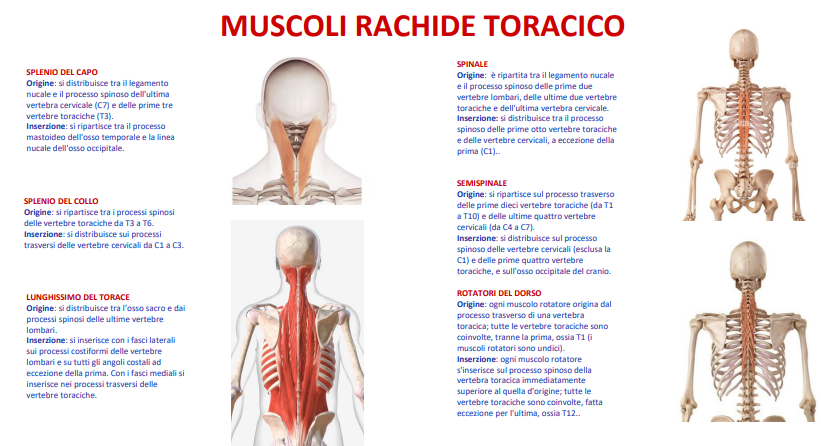 MUSCOLI RACHIDE TORACICO
SPLENIO DEL CAPO
Origine: si distribuisce tra il legamento
nucale e il processo spinoso dell'ultima
vertebra cervicale (C7) e delle prime tre
vertebre toraciche (T3).
Inserzione: si ripartisce tra il processo
mastoideo dell'osso temporale e la linea
nucale dell'osso occipitale.
SPLENIO DEL COLLO
Origine: si ripartisce tra i processi spinosi
delle vertebre toraciche da T3 a T6.
Inserzione: si distribuisce sui processi
trasversi delle vertebre cervicali da C1 a C3.
LUNGHISSIMO DEL TORACE
Origine: si distribuisce tra l'osso sacro e dai
processi spinosi delle ultime vertebre
lombari.
Inserzione: si inserisce con i fasci laterali
sui processi costiformi delle vertebre
lombari e su tutti gli angoli costali ad
eccezione della prima. Con i fasci mediali si
inserisce nei processi trasversi delle
vertebre toraciche.
SPINALE
Origine: è ripartita tra il legamento nucale
e il processo spinoso delle prime due
vertebre lombari, delle ultime due vertebre
toraciche e dell'ultima vertebra cervicale.
Inserzione: si distribuisce tra il processo
spinoso delle prime otto vertebre toraciche
e delle vertebre cervicali, a eccezione della
prima (C1)..
SEMISPINALE
Origine: si ripartisce sul processo trasverso
delle prime dieci vertebre toraciche (da T1
a T10) e delle ultime quattro vertebre
cervicali (da C4 a C7).
Inserzione: si distribuisce sul processo
spinoso delle vertebre cervicali (esclusa la
C1) e delle prime quattro vertebre
toraciche, e sull'osso occipitale del cranio.
ROTATORI DEL DORSO
Origine: ogni muscolo rotatore origina dal
processo trasverso di una vertebra
toracica; tutte le vertebre toraciche sono
coinvolte, tranne la prima, ossia T1 (i
muscoli rotatori sono undici).
Inserzione: ogni muscolo rotatore
s'inserisce sul processo spinoso della
vertebra toracica immediatamente
superiore al quella d'origine; tutte le
vertebre toraciche sono coinvolte, fatta
eccezione per l'ultima, ossia T12..